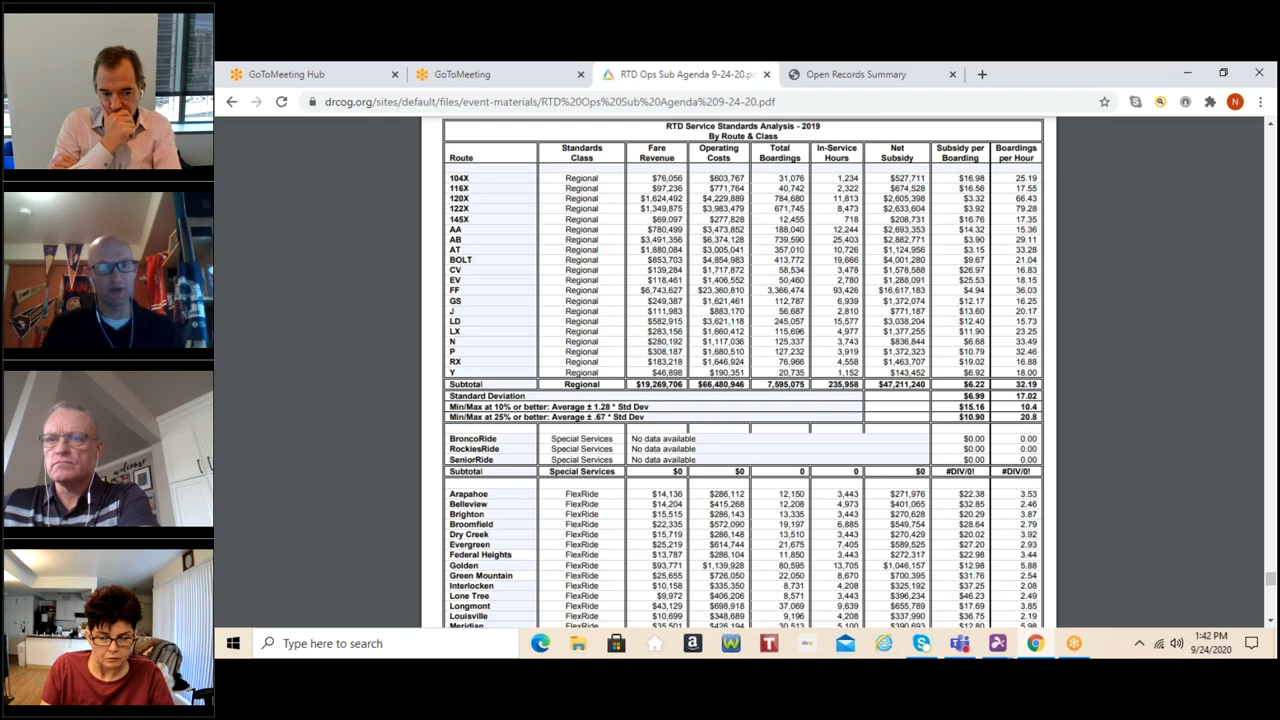 GoToMeeting Hub
GoToMeeting
RTD Ops Sub Agenda 9-24-20.p
Open Records Summary
drcog.org/sites/default/files/event-materials/RTD%20Ops%20Sub%20Agenda%209-24-20.pdf
N
RTD Service Standards Analysis - 2019
By Route & Class
Route Standards Class Fare Revenue Operating Costs Total Boardings In-Service Hours Net Subsidy Subsidy per Boarding Boardings per Hour
104X Regional $76,056 $603,767 31,076 1,234 $527,711 $16.98 25.19
116X Regional $97,236 $771,764 40,742 2,322 $674,528 $16.56 17.55
120X Regional $1,624,492 $4,229,889 784,680 11,813 $2,605,398 $3.32 66.43
122X Regional $1,349,875 $3,983,479 671,745 8,473 $2,633,604 $3.92 79.28
145X Regional $69,097 $277,828 12,455 718 $208,731 $16.76 17.35
AA Regional $780,499 $3,473,852 188,040 12,244 $2,693,353 $14.32 15.36
AB Regional $3,491,356 $6,374,128 739,590 25,403 $2,882,771 $3.90 29.11
AT Regional $1,880,084 $3,005,041 357,010 10,726 $1,124,956 $3.15 33.28
BOLT Regional $853,703 $4,854,983 413,772 19,666 $4,001,280 $9.67 21.04
CV Regional $139,284 $1,717,872 58,534 3,478 $1,578,588 $26.97 16.83
EV Regional $118,461 $1,406,552 50,460 2,780 $1,288,091 $25.53 18.15
FF Regional $6,743,627 $23,360,810 3,366,474 93,426 $16,617,183 $4.94 36.03
GS Regional $249,387 $1,621,461 112,787 6,939 $1,372,074 $12.17 16.25
J Regional $111,983 $883,170 56,687 2,810 $771,187 $13.60 20.17
LD Regional $582,915 $3,621,118 245,057 15,577 $3,038,204 $12.40 15.73
LX Regional $283,156 $1,660,412 115,696 4,977 $1,377,255 $11.90 23.25
N Regional $280,192 $1,117,036 125,337 3,743 $836,844 $6.68 33.49
P Regional $308,187 $1,680,510 127,232 3,919 $1,372,323 $10.79 32.46
RX Regional $183,218 $1,646,924 76,966 4,558 $1,463,707 $19.02 16.88
Y Regional $46,898 $190,351 20,735 1,152 $143,452 $6.92 18.00
Subtotal Regional $19,269,706 $66,480,946 7,595,075 235,958 $47,211,240 $6.22 32.19
Standard Deviation $6.99 17.02
Min/Max at 10% or better: Average ± 1.28 * Std Dev $15.16 10.4
Min/Max at 25% or better: Average ± .67 * Std Dev $10.90 20.8
BroncoRide Special Services No data available $0.00 0.00
RockiesRide Special Services No data available $0.00 0.00
SeniorRide Special Services No data available $0.00 0.00
Subtotal Special Services $0 $0 0 0 $0 #DIV/0! #DIV/0!
Arapahoe FlexRide $14,136 $286,112 12,150 3,443 $271,976 $22.38 3.53
Belleview FlexRide $14,204 $415,268 12,208 4,973 $401,065 $32.85 2.46
Brighton FlexRide $15,515 $286,143 13,335 3,443 $270,628 $20.29 3.87
Broomfield FlexRide $22,335 $572,090 19,197 6,885 $549,754 $28.64 2.79
Dry Creek FlexRide $15,719 $286,148 13,510 3,443 $270,429 $20.02 3.92
Evergreen FlexRide $25,219 $614,744 21,675 7,405 $589,525 $27.20 2.93
Federal Heights FlexRide $13,787 $286,104 11,850 3,443 $272,317 $22.98 3.44
Golden FlexRide $93,771 $1,139,928 80,595 13,705 $1,046,157 $12.98 5.88
Green Mountain FlexRide $25,655 $726,050 22,050 8,670 $700,395 $31.76 2.54
Interlocken FlexRide $10,158 $335,350 8,731 4,208 $325,192 $37.25 2.08
Lone Tree FlexRide $9,972 $406,206 8,571 3,443 $396,234 $46.23 2.49
Longmont FlexRide $43,129 $698,918 37,069 9,639 $655,789 $17.69 3.85
Louisville FlexRide $10,699 $348,689 9,196 4,208 $337,990 $36.75 2.19
Meridian FlexRide $35,501 $426,194 30,513 5,100 $390,693 $12.80 5.98
Type here to search
1:42 PM
9/24/2020